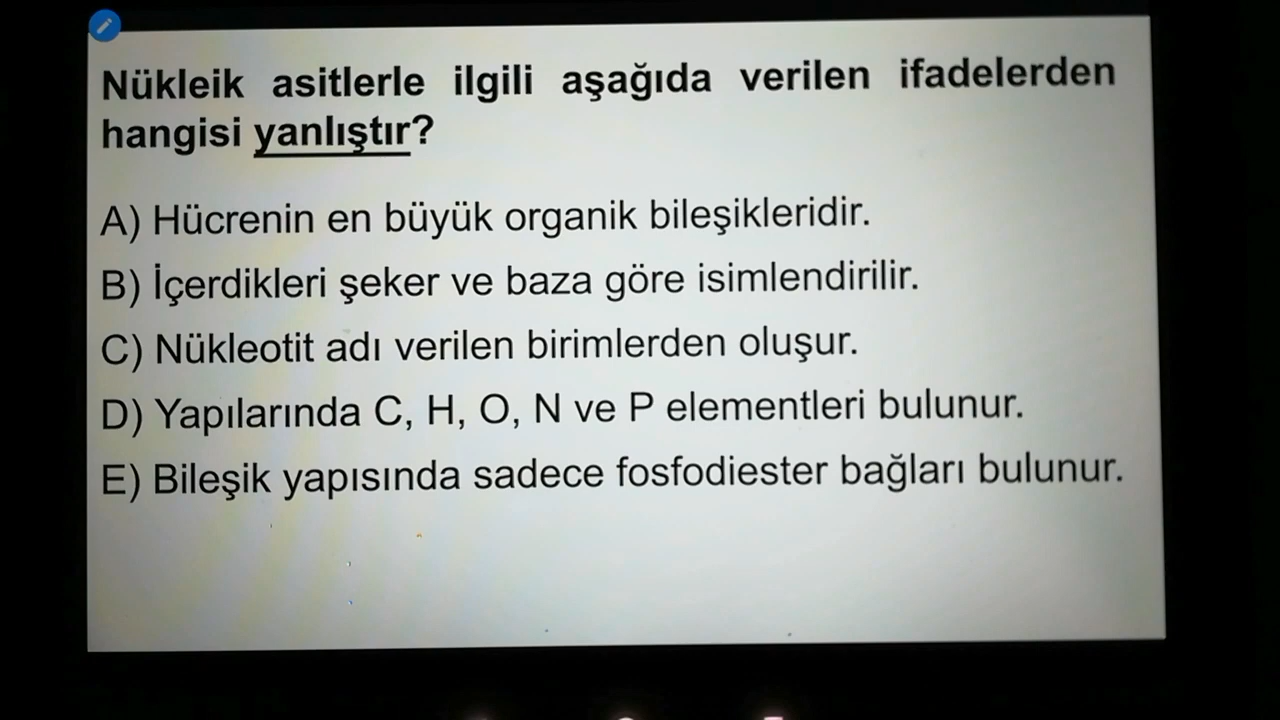 Nükleik asitlerle ilgili aşağıda verilen ifadelerden
hangisi yanlıştır?
A) Hücrenin en büyük organik bileşikleridir.
B) İçerdikleri şeker ve baza göre isimlendirilir.
C) Nükleotit adı verilen birimlerden oluşur.
D) Yapılarında C, H, O, N ve P elementleri bulunur.
E) Bileşik yapısında sadece fosfodiester bağları bulunur.